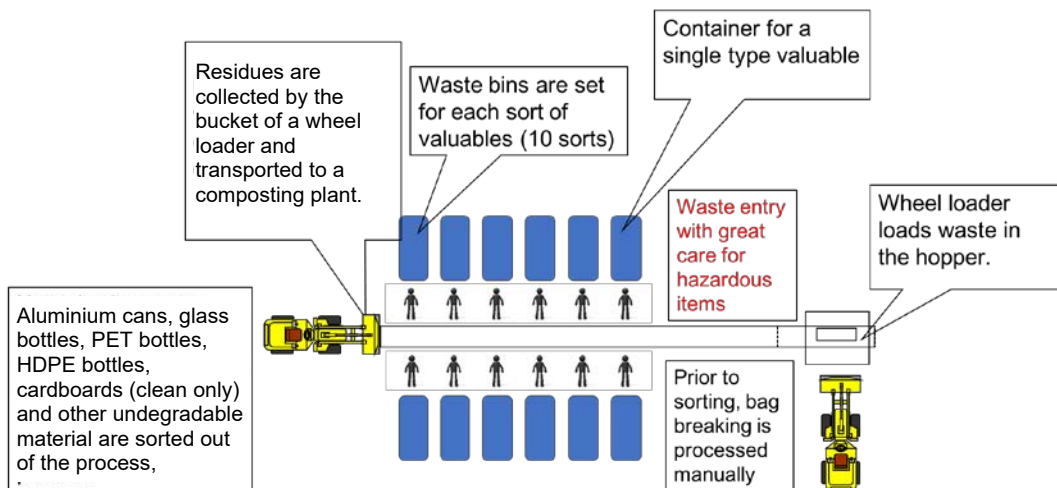 Residues are
collected by the
bucket of a wheel
loader and
transported to a
composting plant.
Waste bins are set
for each sort of
valuables (10 sorts)
Container for a
single type valuable
Waste entry
with great
care for
hazardous
items
Wheel loader
loads waste in
the hopper.
Aluminium cans, glass
bottles, PET bottles,
HDPE bottles,
cardboards (clean only)
and other undegradable
material are sorted out
of the process,
Prior to
sorting, bag
breaking is
processed
manually